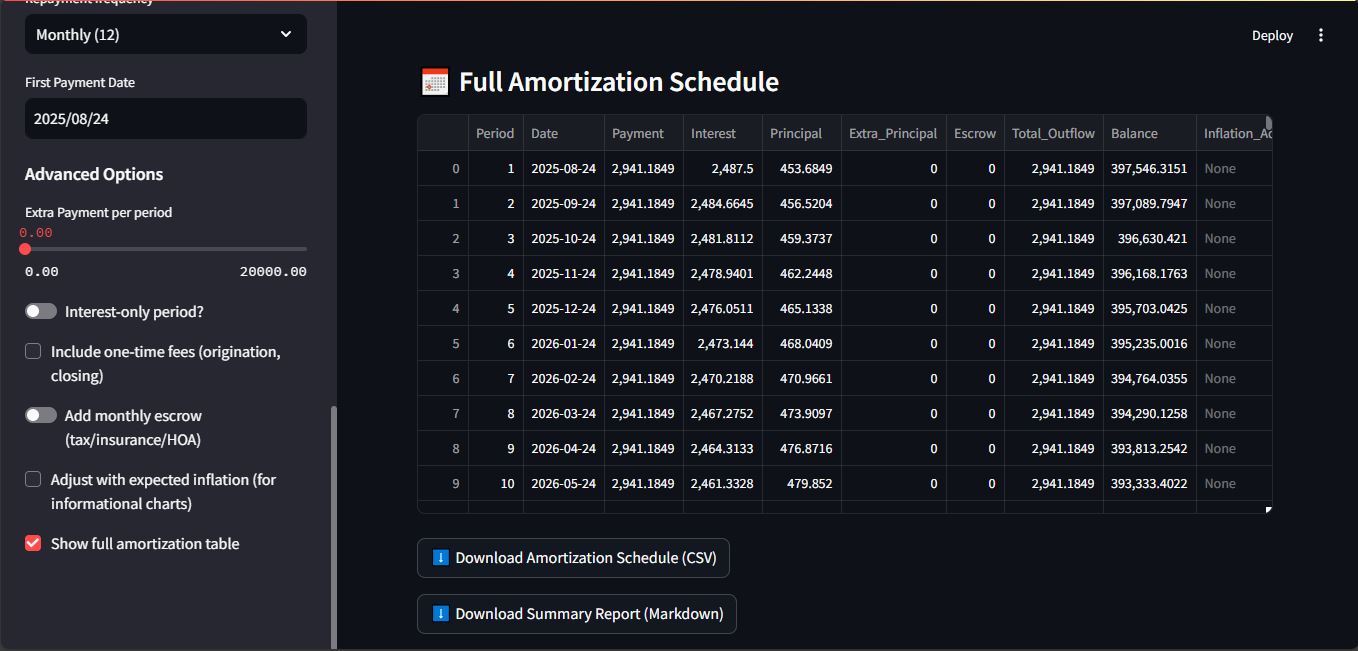 Repayment frequency
Monthly (12)
First Payment Date
2025/08/24
Advanced Options
Extra Payment per period
0.00
0.00 20000.00
Interest-only period?
Include one-time fees (origination,
closing)
Add monthly escrow
(tax/insurance/HOA)
Adjust with expected inflation (for
informational charts)
Show full amortization table
Deploy
Full Amortization Schedule
Period Date Payment Interest Principal Extra_Principal Escrow Total_Outflow Balance Inflation_Ad
0 1 2025-08-24 2,941.1849 2,487.5 453.6849 0 0 2,941.1849 397,546.3151 None
1 2 2025-09-24 2,941.1849 2,484.6645 456.5204 0 0 2,941.1849 397,089.7947 None
2 3 2025-10-24 2,941.1849 2,481.8112 459.3737 0 0 2,941.1849 396,630.421 None
3 4 2025-11-24 2,941.1849 2,478.9401 462.2448 0 0 2,941.1849 396,168.1763 None
4 5 2025-12-24 2,941.1849 2,476.0511 465.1338 0 0 2,941.1849 395,703.0425 None
5 6 2026-01-24 2,941.1849 2,473.144 468.0409 0 0 2,941.1849 395,235.0016 None
6 7 2026-02-24 2,941.1849 2,470.2188 470.9661 0 0 2,941.1849 394,764.0355 None
7 8 2026-03-24 2,941.1849 2,467.2752 473.9097 0 0 2,941.1849 394,290.1258 None
8 9 2026-04-24 2,941.1849 2,464.3133 476.8716 0 0 2,941.1849 393,813.2542 None
9 10 2026-05-24 2,941.1849 2,461.3328 479.852 0 0 2,941.1849 393,333.4022 None
Download Amortization Schedule (CSV)
Download Summary Report (Markdown)